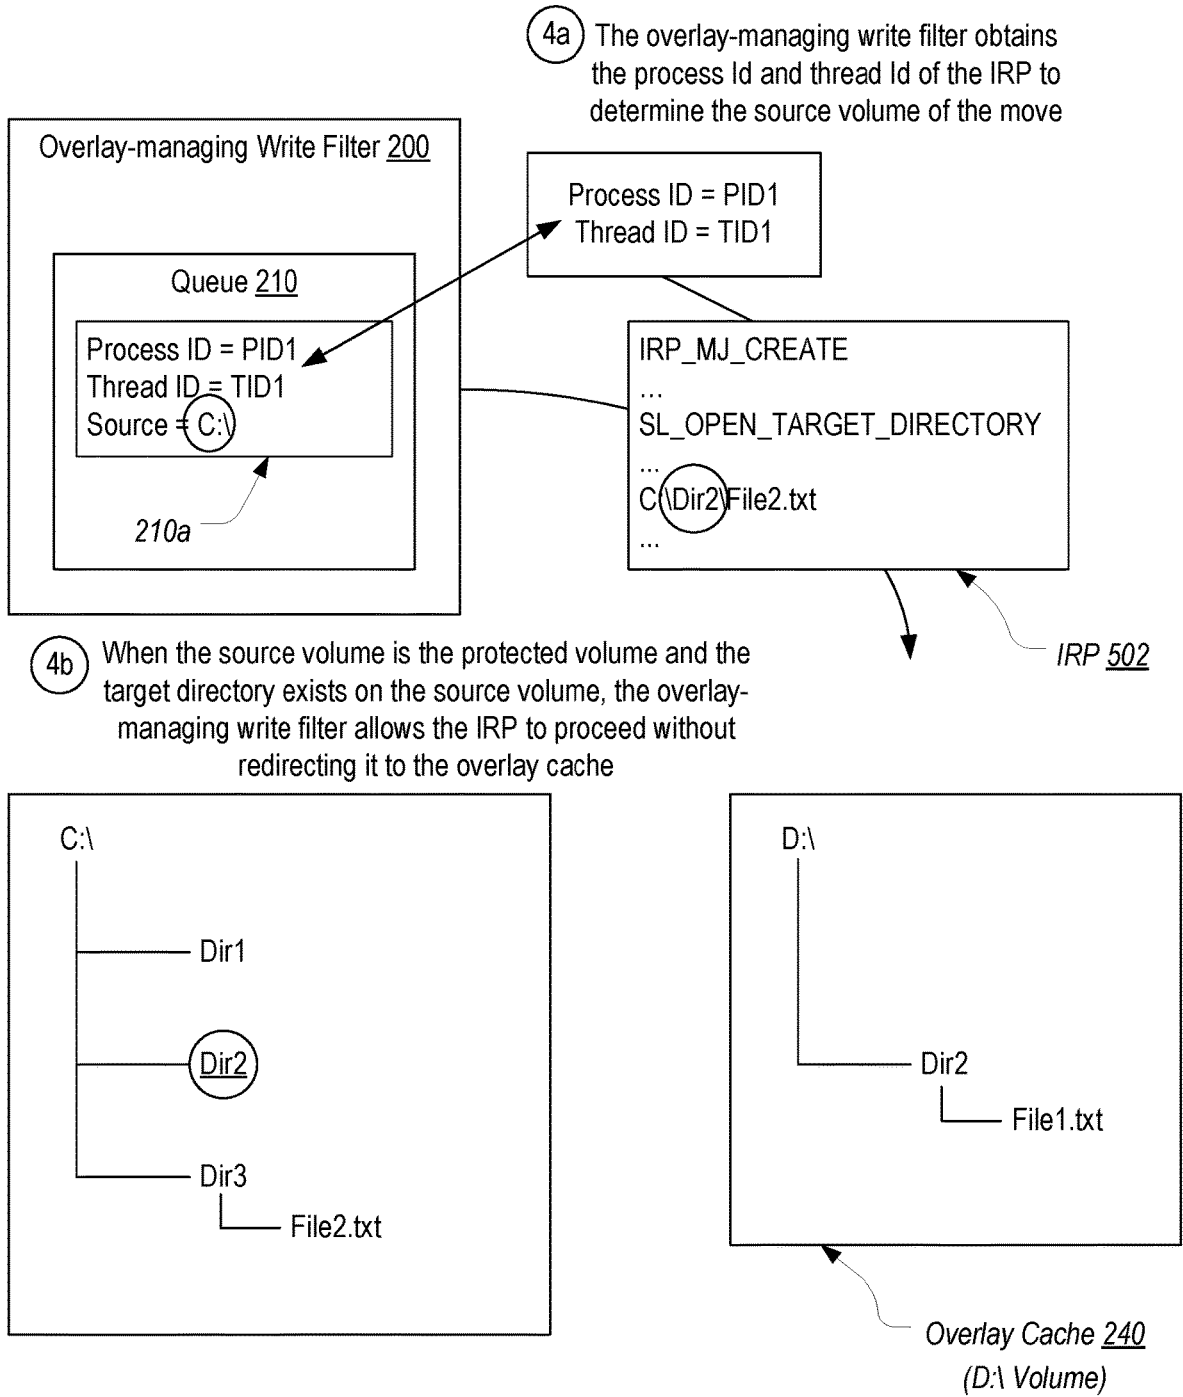 4a
The overlay-managing write filter obtains
the process Id and thread Id of the IRP to
determine the source volume of the move
Overlay-managing Write Filter 200
Process ID = PID1
Thread ID = TID1
Queue 210
Process ID = PID1
Thread ID = TID1
Source = C:\
210a
IRP_MJ_CREATE
...
SL_OPEN_TARGET_DIRECTORY
...
C:\Dir2\File2.txt
...
IRP 502
4b
When the source volume is the protected volume and the
target directory exists on the source volume, the overlay-
managing write filter allows the IRP to proceed without
redirecting it to the overlay cache
C:\
Dir1
Dir2
Dir3
File2.txt
D:\
Dir2
File1.txt
Overlay Cache 240
(D:\ Volume)